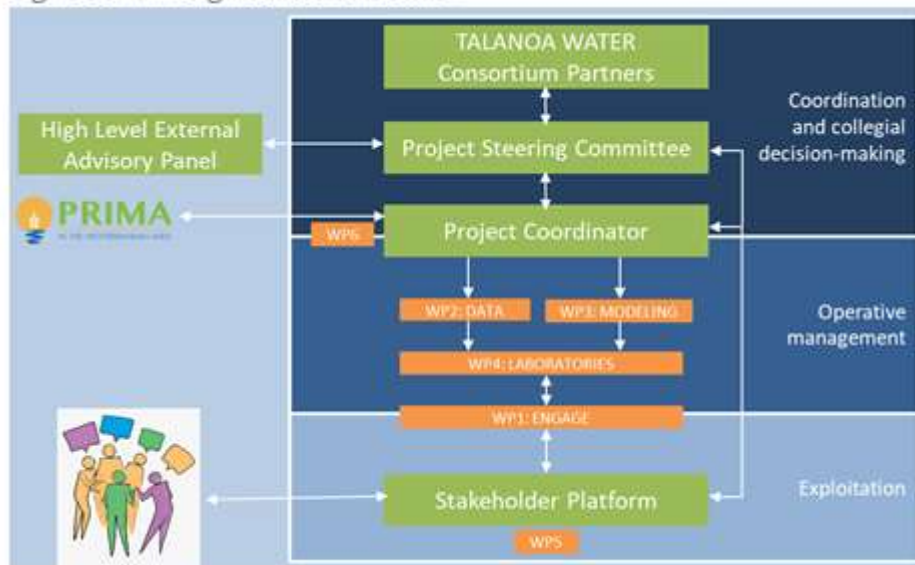 TALANOA WATER
Consortium Partners
Coordination
and collegial
decision-making
High Level External
Advisory Panel
Project Steering Committee
PRIMA
Project Coordinator
WP6
WP2: DATA
WP3: MODELING
Operative
management
WP4: LABORATORIES
WP1: ENGAGE
Stakeholder Platform
Exploitation
WP5